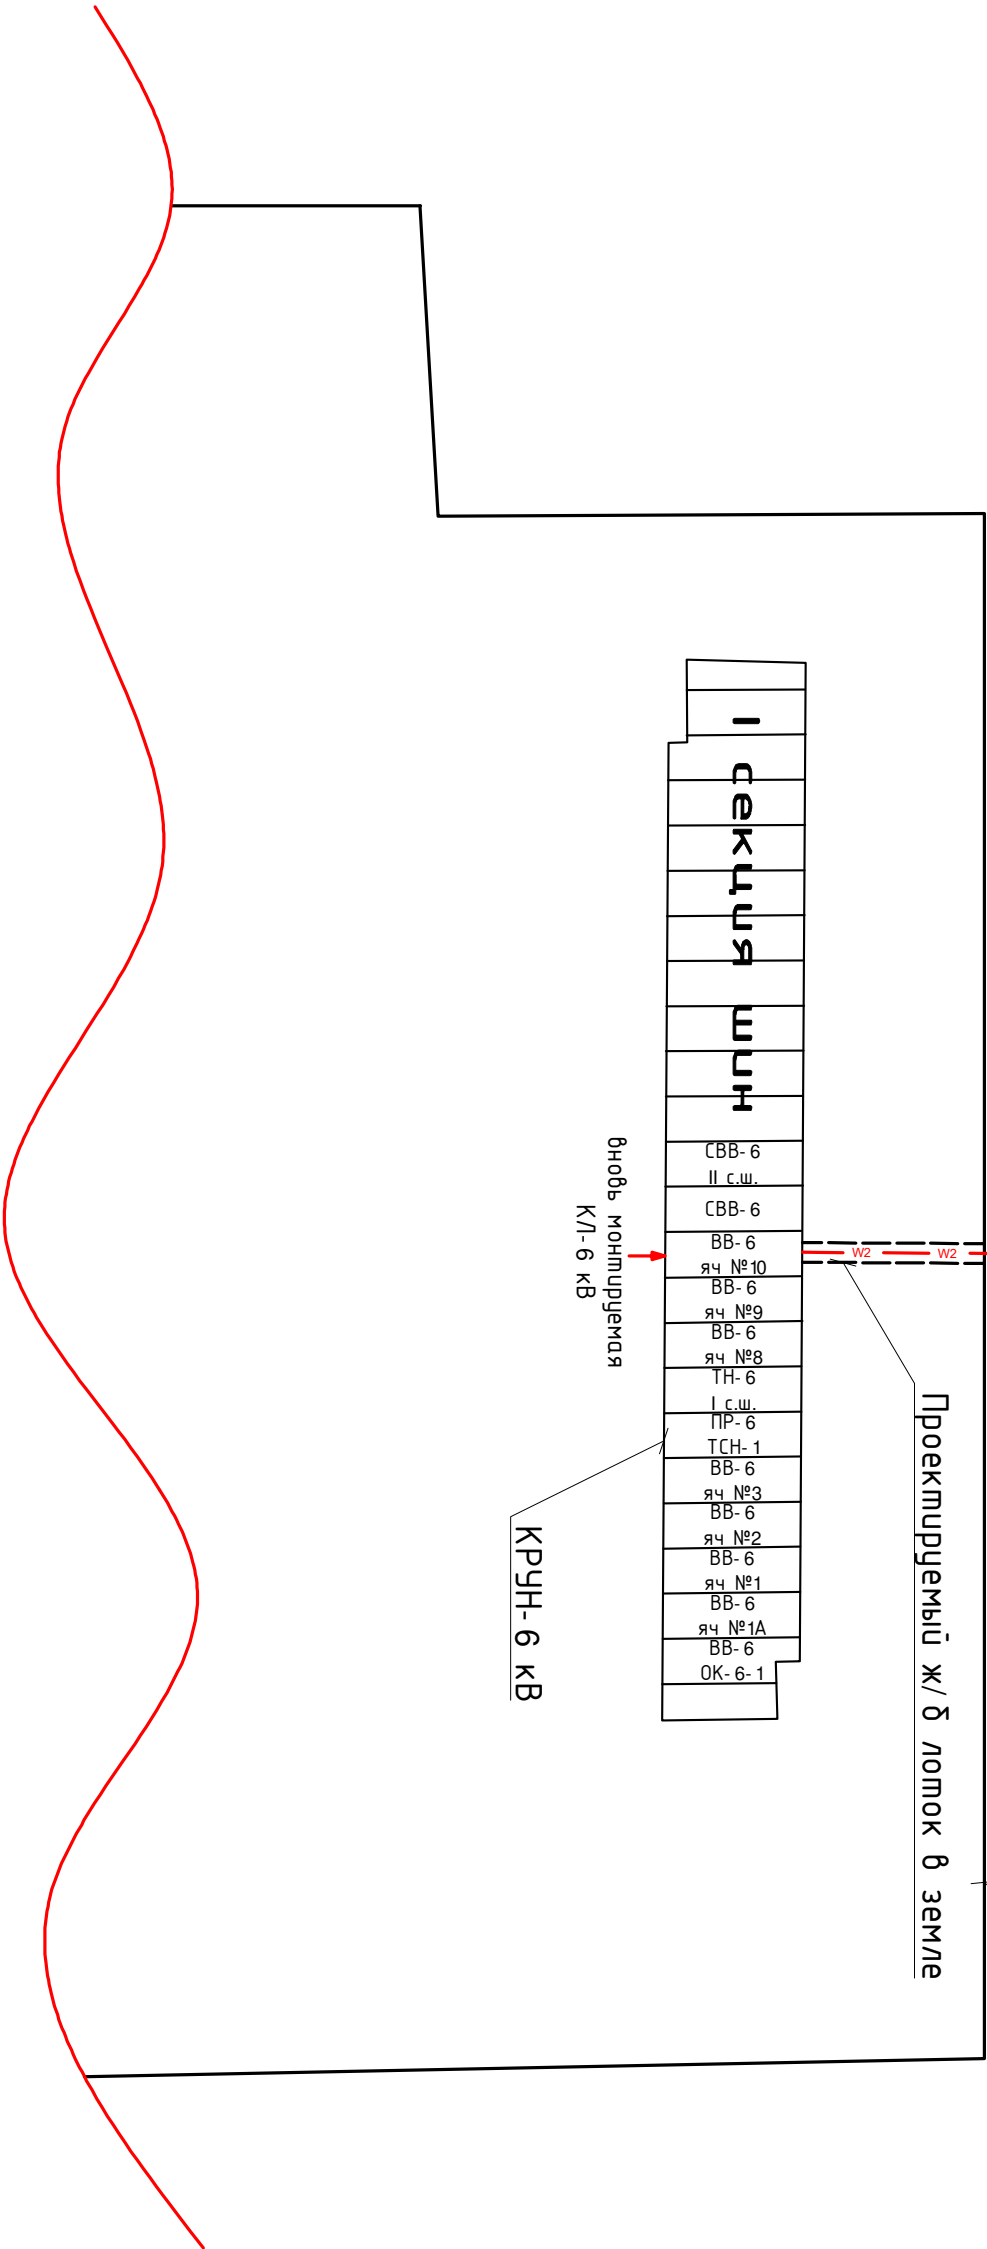 I секция шин
СВВ-6
II с.ш.
СВВ-6
ВВ-6
яч №10
ВВ-6
яч №9
ВВ-6
яч №8
ТН-6
I с.ш.
ПР-6
ТСН-1
ВВ-6
яч №3
ВВ-6
яч №2
ВВ-6
яч №1
ВВ-6
яч №1А
ВВ-6
ОК-6-1
W2 W2
вновь монтируемая
КЛ-6 кВ
Проектируемый ж/б лоток в земле
КРУН-6 кВ